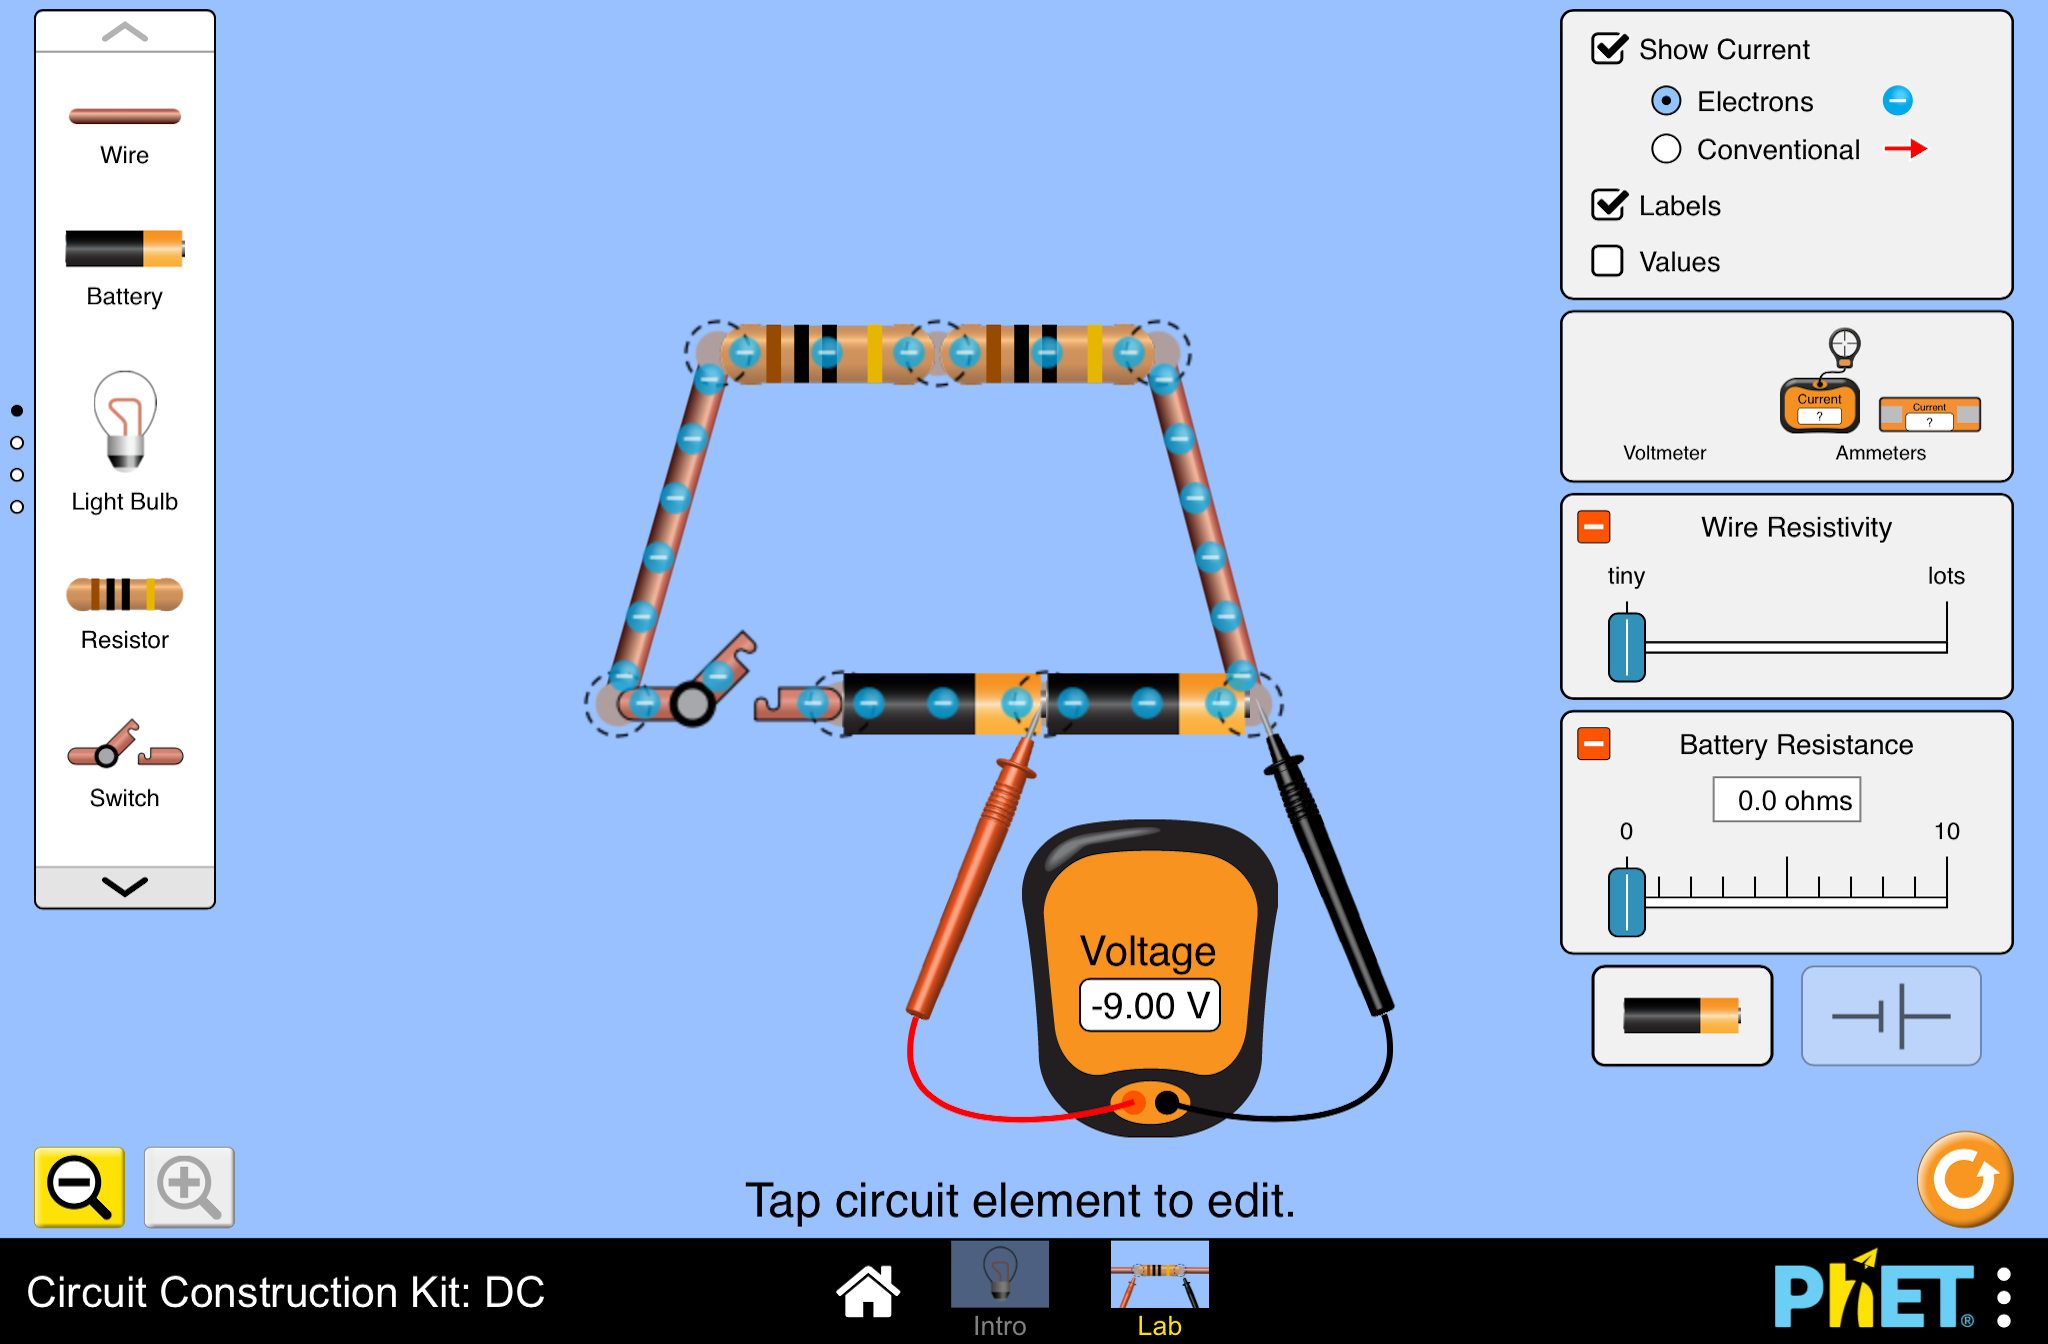 Wire
Battery
Light Bulb
Resistor
Switch
Show Current
Electrons
Conventional
Labels
Values
Current
?
Current
?
Voltmeter
Ammeters
Wire Resistivity
tiny
lots
Battery Resistance
0.0 ohms
0
10
Voltage
-9.00 V
Tap circuit element to edit.
Circuit Construction Kit: DC
Intro
Lab
PhET®